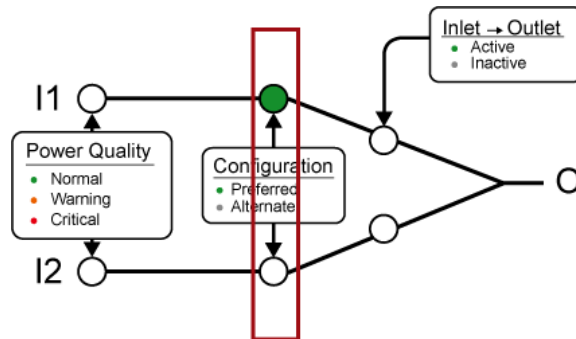 Inlet → Outlet
Active
Inactive
I1
Power Quality
Normal
Warning
Critical
Configuration
Preferred
Alternate
O
I2